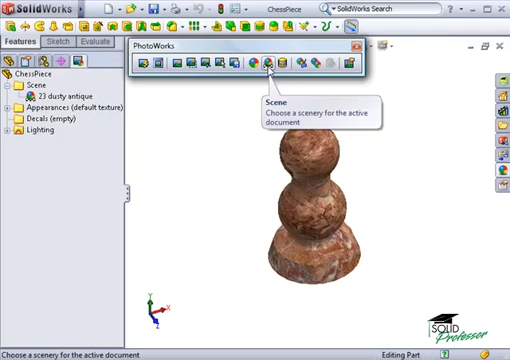 SolidWorks
ChessPiece
SolidWorks Search
Features
Sketch
Evaluate
PhotoWorks
ChessPiece
Scene
23 dusty antique
Appearances (default texture)
Decals (empty)
Lighting
Scene
Choose a scenery for the active
document
Y
X
Z
SOLID
Professor
Choose a scenery for the active document
Editing Part